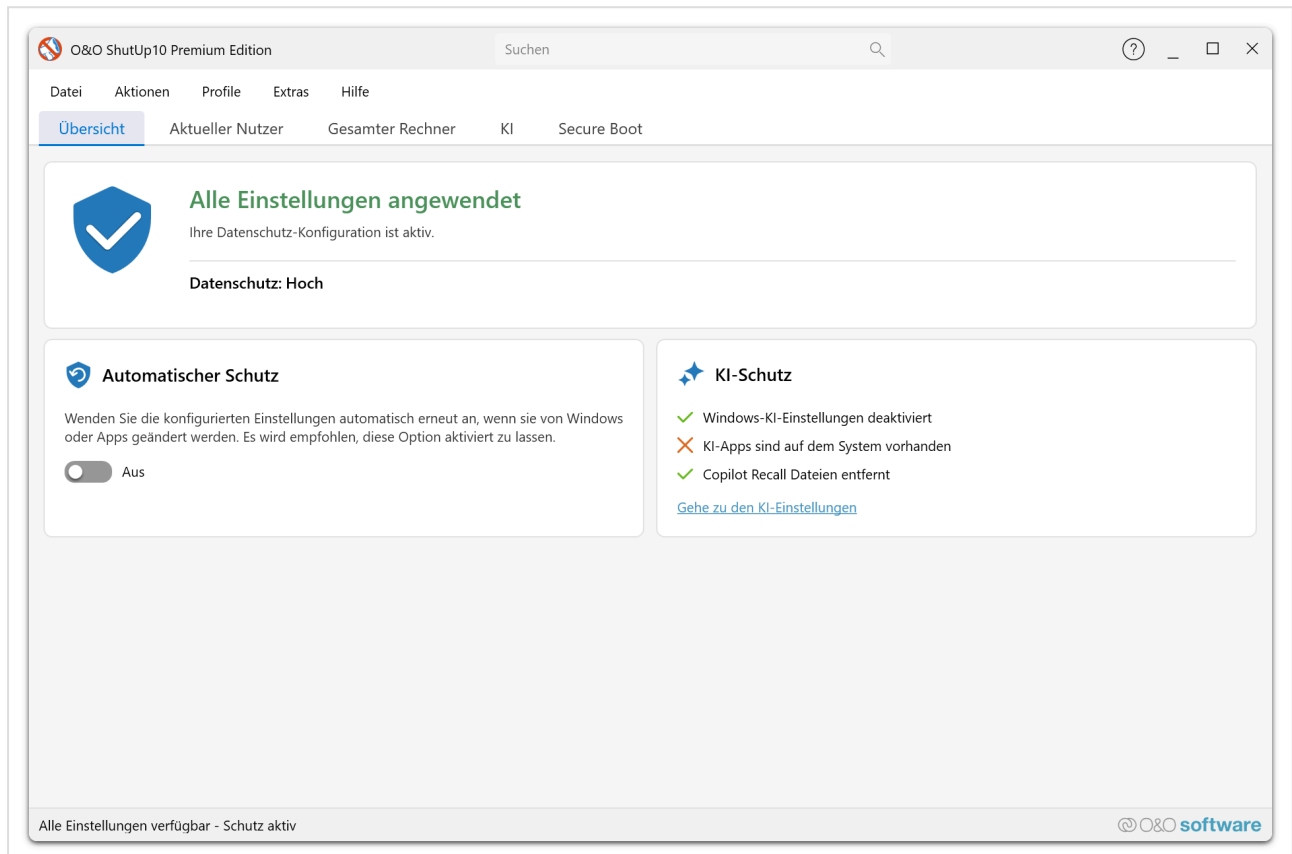 O&O ShutUp10 Premium Edition
Suchen
?
Datei Aktionen Profile Extras Hilfe
Übersicht Aktueller Nutzer Gesamter Rechner KI Secure Boot
Alle Einstellungen angewendet
Ihre Datenschutz-Konfiguration ist aktiv.
Datenschutz: Hoch
Automatischer Schutz
Wenden Sie die konfigurierten Einstellungen automatisch erneut an, wenn sie von Windows
oder Apps geändert werden. Es wird empfohlen, diese Option aktiviert zu lassen.
Aus
KI-Schutz
Windows-KI-Einstellungen deaktiviert
KI-Apps sind auf dem System vorhanden
Copilot Recall Dateien entfernt
Gehe zu den KI-Einstellungen
Alle Einstellungen verfügbar - Schutz aktiv
O&O software